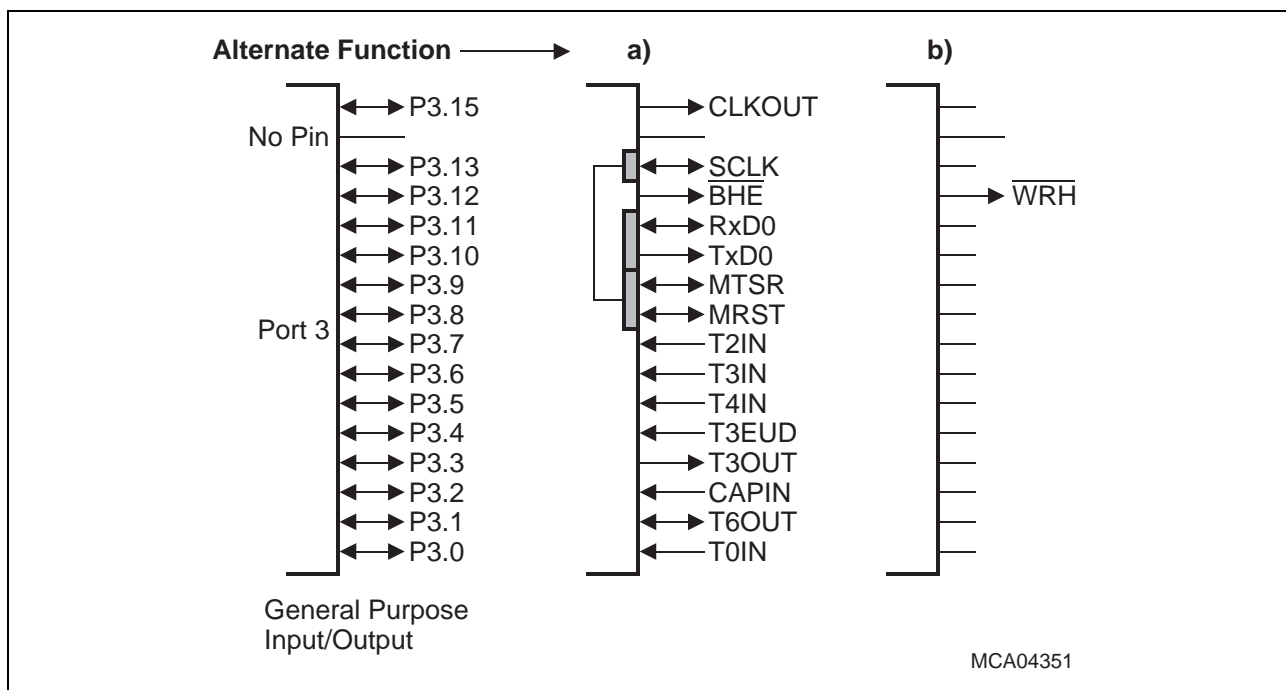 Alternate Function a) b)
P3.15 CLKOUT
No Pin
P3.13 SCLK
P3.12 BHE WRH
P3.11 RxD0
P3.10 TxD0
P3.9 MTSR
P3.8 MRST
Port 3
P3.7 T2IN
P3.6 T3IN
P3.5 T4IN
P3.4 T3EUD
P3.3 T3OUT
P3.2 CAPIN
P3.1 T6OUT
P3.0 T0IN
General Purpose
Input/Output
MCA04351